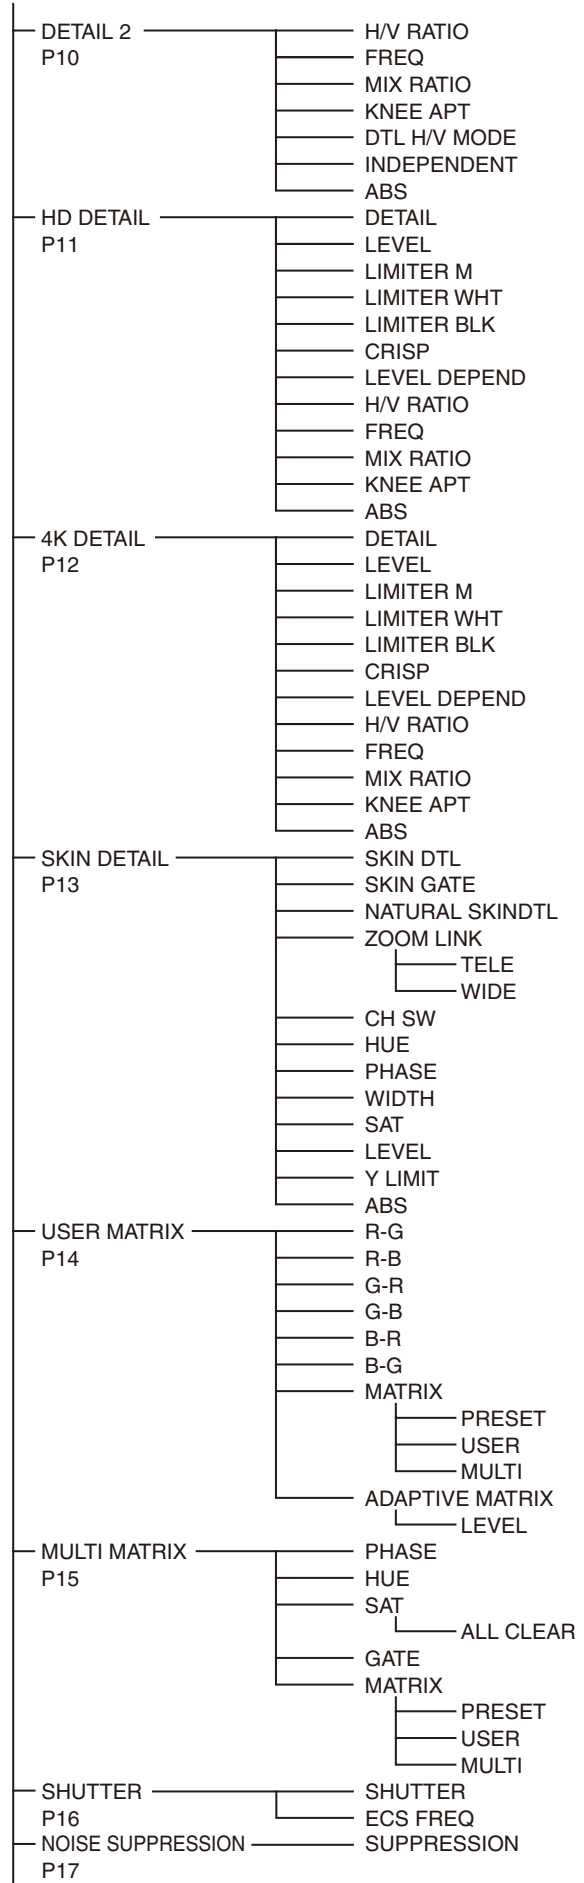 DETAIL 2 H/V RATIO
P10 FREQ
MIX RATIO
KNEE APT
DTL H/V MODE
INDEPENDENT
ABS
HD DETAIL DETAIL
P11 LEVEL
LIMITER M
LIMITER WHT
LIMITER BLK
CRISP
LEVEL DEPEND
H/V RATIO
FREQ
MIX RATIO
KNEE APT
ABS
4K DETAIL DETAIL
P12 LEVEL
LIMITER M
LIMITER WHT
LIMITER BLK
CRISP
LEVEL DEPEND
H/V RATIO
FREQ
MIX RATIO
KNEE APT
ABS
SKIN DETAIL SKIN DTL
P13 SKIN GATE
NATURAL SKINDTL
ZOOM LINK
TELE
WIDE
CH SW
HUE
PHASE
WIDTH
SAT
LEVEL
Y LIMIT
ABS
USER MATRIX R-G
P14 R-B
G-R
G-B
B-R
B-G
MATRIX
PRESET
USER
MULTI
ADAPTIVE MATRIX
LEVEL
MULTI MATRIX PHASE
P15 HUE
SAT
ALL CLEAR
GATE
MATRIX
PRESET
USER
MULTI
SHUTTER SHUTTER
P16 ECS FREQ
NOISE SUPPRESSION SUPPRESSION
P17